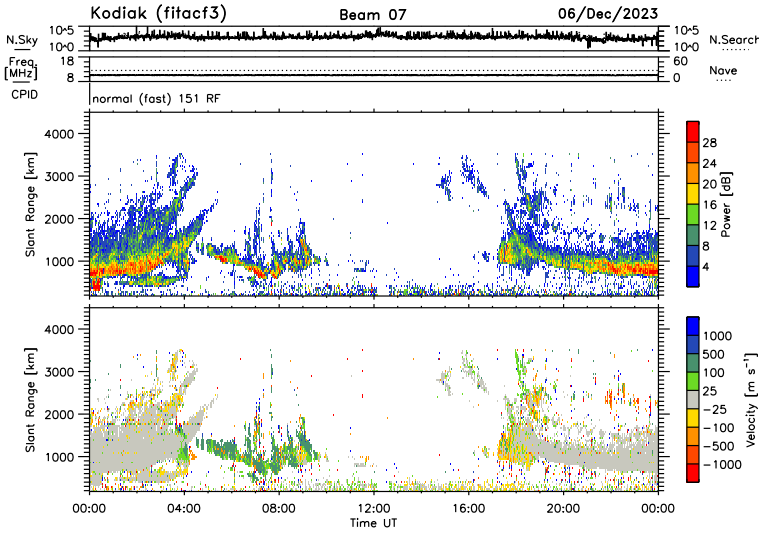 Kodiak (fitacf3) Beam 07 06/Dec/2023
N.Sky 10^5 10^0 10^5 10^0 N.Search
Freq. [MHz] 18 8 60 0 Nave
CPID normal (fast) 151 RF
Slant Range [km] 4000 3000 2000 1000
28 24 20 16 12 8 4 Power [dB]
Slant Range [km] 4000 3000 2000 1000
1000 500 100 25 −25 −100 −500 −1000 Velocity [m s⁻¹]
00:00 04:00 08:00 12:00 16:00 20:00 00:00
Time UT